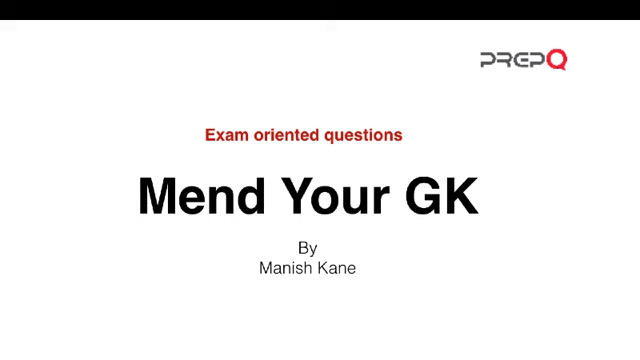 PREPQ
Exam oriented questions
Mend Your GK
By
Manish Kane